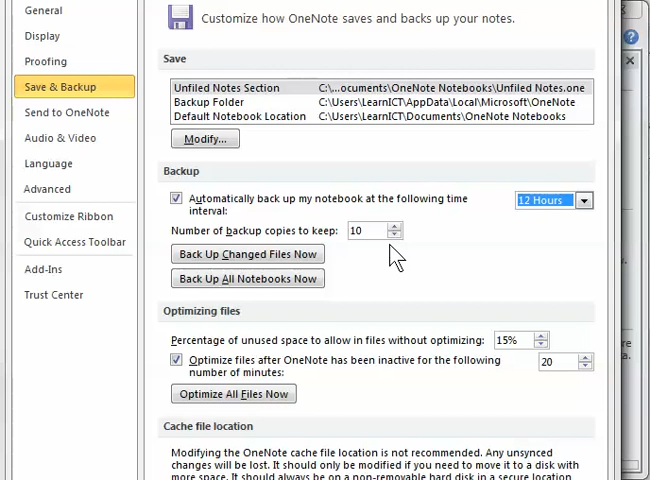 General
Display
Proofing
Save & Backup
Send to OneNote
Audio & Video
Language
Advanced
Customize Ribbon
Quick Access Toolbar
Add-Ins
Trust Center
Customize how OneNote saves and backs up your notes.
Save
Unfiled Notes Section C:\...ocuments\OneNote Notebooks\Unfiled Notes.one
Backup Folder C:\Users\LearnICT\AppData\Local\Microsoft\OneNote
Default Notebook Location C:\Users\LearnICT\Documents\OneNote Notebooks
Modify...
Backup
Automatically back up my notebook at the following time 12 Hours
interval:
Number of backup copies to keep: 10
Back Up Changed Files Now
Back Up All Notebooks Now
Optimizing files
Percentage of unused space to allow in files without optimizing: 15%
Optimize files after OneNote has been inactive for the following 20
number of minutes:
Optimize All Files Now
Cache file location
Modifying the OneNote cache file location is not recommended. Any unsynced
changes will be lost. It should only be modified if you need to move it to a disk with
more space. It should always be on a non-removable hard disk in a secure location